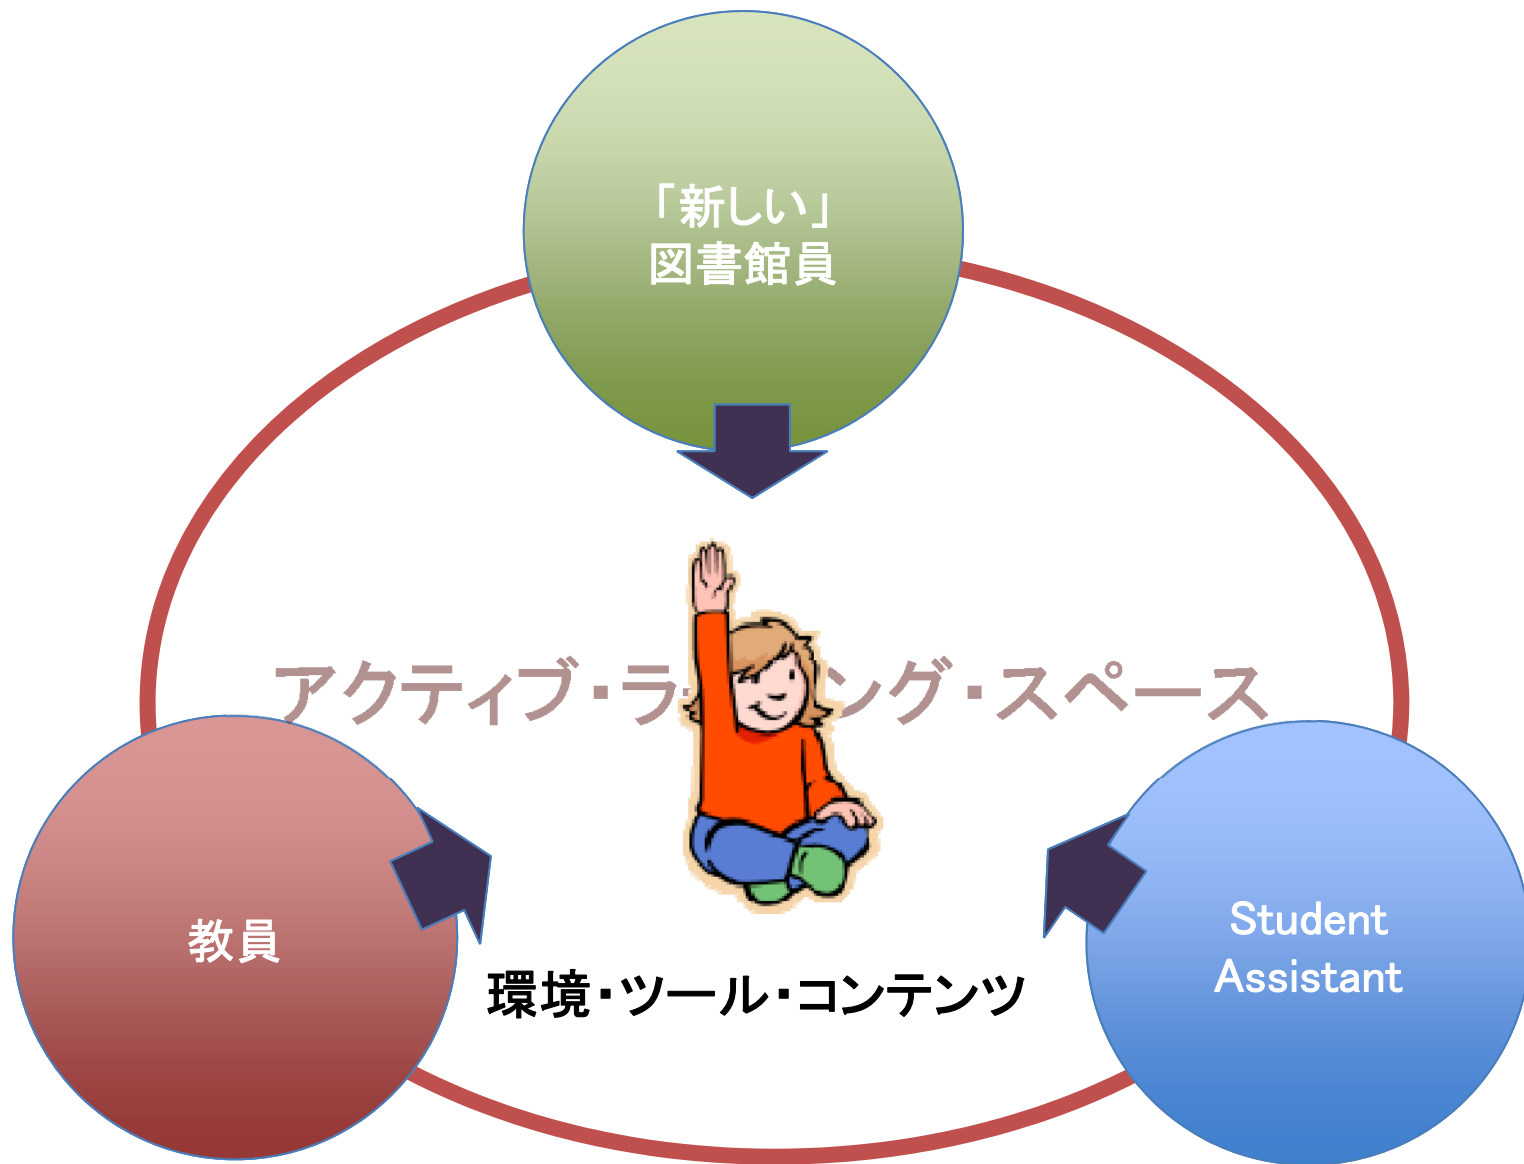 「新しい」
図書館員
アクティブ・ラ ング・スペース
教員
Student
Assistant
環境・ツール・コンテンツ